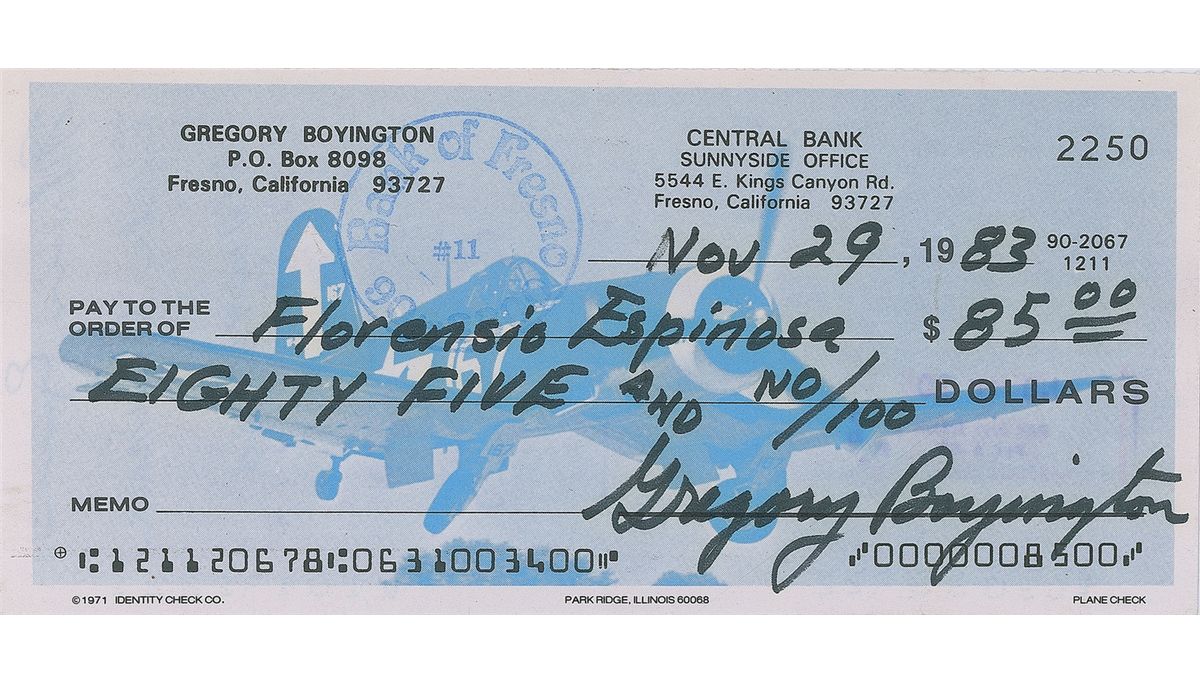 GREGORY BOYINGTON
P.O. Box 8098
Fresno, California 93727
Bank of Fresno
#11
CENTRAL BANK
SUNNYSIDE OFFICE
5544 E. Kings Canyon Rd.
Fresno, California 93727
2250
Nov 29, 1983
90-2067
1211
PAY TO THE
ORDER OF Florensio Espinosa $ 85 00
EIGHTY FIVE AND NO/100 DOLLARS
MEMO
Gregory Boyington
⑆121120678⑆0631003400⑈ ⑈0000008500⑈
©1971 IDENTITY CHECK CO. PARK RIDGE, ILLINOIS 60068 PLANE CHECK